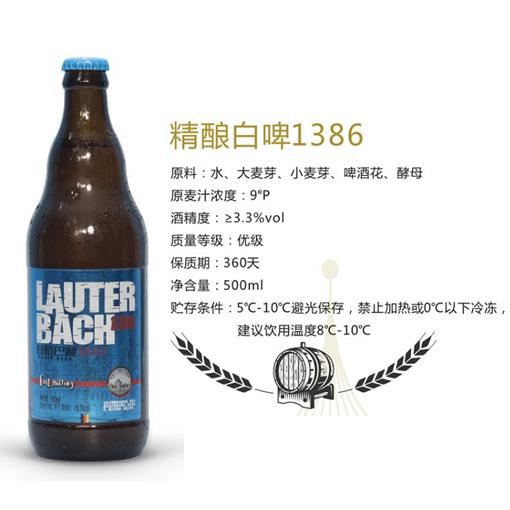 精酿白啤1386
原料：水、大麦芽、小麦芽、啤酒花、酵母
原麦汁浓度：9°P
酒精度：≥3.3%vol
质量等级：优级
保质期：360天
净含量：500ml
贮存条件：5℃-10℃避光保存，禁止加热或0℃以下冷冻，
建议饮用温度8℃-10℃
LAUTER
BACH